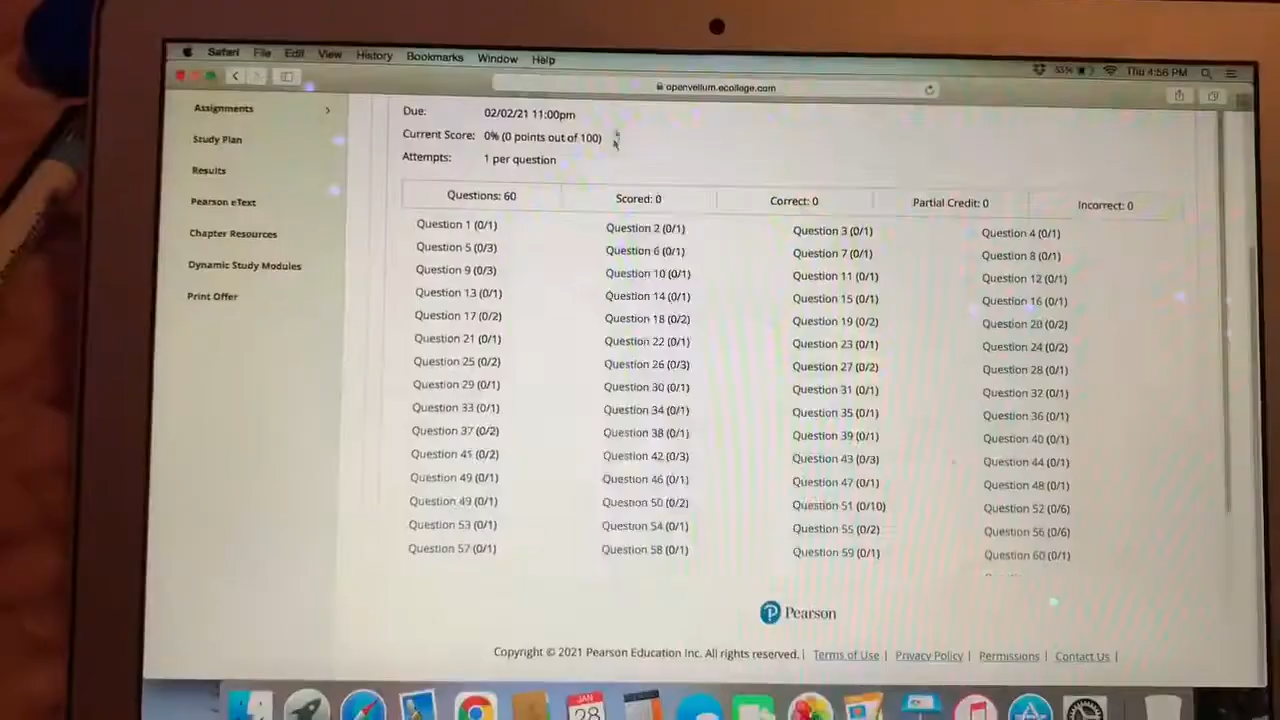 Safari File Edit View History Bookmarks Window Help 55% Thu 4:56 PM
openvellum.ecollege.com
Assignments
Study Plan
Results
Pearson eText
Chapter Resources
Dynamic Study Modules
Print Offer
Due: 02/02/21 11:00pm
Current Score: 0% (0 points out of 100)
Attempts: 1 per question
Questions: 60 Scored: 0 Correct: 0 Partial Credit: 0 Incorrect: 0
Question 1 (0/1) Question 2 (0/1) Question 3 (0/1) Question 4 (0/1)
Question 5 (0/3) Question 6 (0/1) Question 7 (0/1) Question 8 (0/1)
Question 9 (0/3) Question 10 (0/1) Question 11 (0/1) Question 12 (0/1)
Question 13 (0/1) Question 14 (0/1) Question 15 (0/1) Question 16 (0/1)
Question 17 (0/2) Question 18 (0/2) Question 19 (0/2) Question 20 (0/2)
Question 21 (0/1) Question 22 (0/1) Question 23 (0/1) Question 24 (0/2)
Question 25 (0/2) Question 26 (0/3) Question 27 (0/2) Question 28 (0/1)
Question 29 (0/1) Question 30 (0/1) Question 31 (0/1) Question 32 (0/1)
Question 33 (0/1) Question 34 (0/1) Question 35 (0/1) Question 36 (0/1)
Question 37 (0/2) Question 38 (0/1) Question 39 (0/1) Question 40 (0/1)
Question 41 (0/2) Question 42 (0/3) Question 43 (0/3) Question 44 (0/1)
Question 49 (0/1) Question 46 (0/1) Question 47 (0/1) Question 48 (0/1)
Question 49 (0/1) Question 50 (0/2) Question 51 (0/10) Question 52 (0/6)
Question 53 (0/1) Question 54 (0/1) Question 55 (0/2) Question 56 (0/6)
Question 57 (0/1) Question 58 (0/1) Question 59 (0/1) Question 60 (0/1)
P Pearson
Copyright © 2021 Pearson Education Inc. All rights reserved. | Terms of Use | Privacy Policy | Permissions | Contact Us |
JAN
28